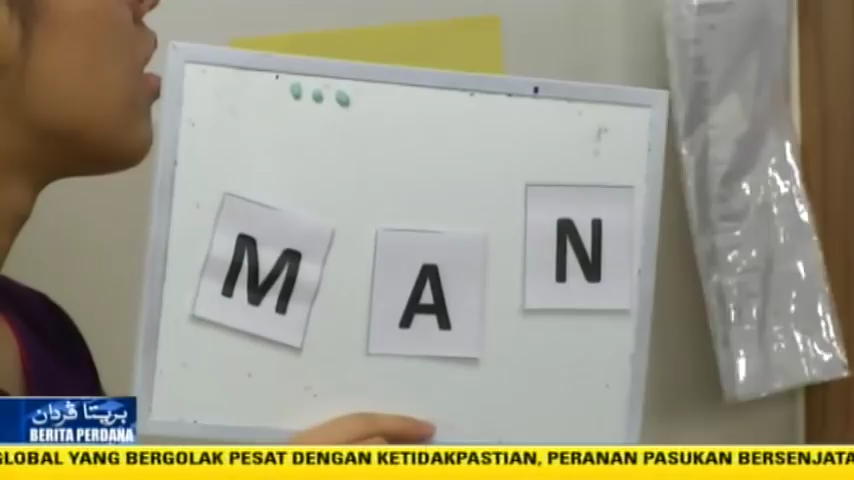 M A N
بريتا ڤردان
BERITA PERDANA
GLOBAL YANG BERGOLAK PESAT DENGAN KETIDAKPASTIAN, PERANAN PASUKAN BERSENJATA